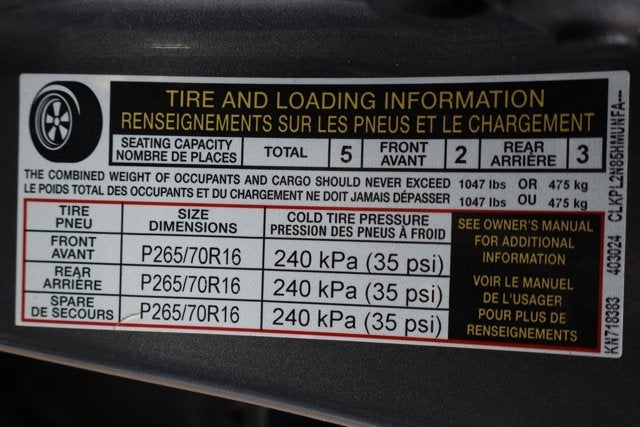 TIRE AND LOADING INFORMATION
RENSEIGNEMENTS SUR LES PNEUS ET LE CHARGEMENT
SEATING CAPACITY
NOMBRE DE PLACES
TOTAL 5
FRONT
AVANT
2
REAR
ARRIÈRE
3
THE COMBINED WEIGHT OF OCCUPANTS AND CARGO SHOULD NEVER EXCEED 1047 lbs OR 475 kg
LE POIDS TOTAL DES OCCUPANTS ET DU CHARGEMENT NE DOIT JAMAIS DÉPASSER 1047 lbs OU 475 kg
TIRE
PNEU
SIZE
DIMENSIONS
COLD TIRE PRESSURE
PRESSION DES PNEUS À FROID
FRONT
AVANT
P265/70R16 240 kPa (35 psi)
REAR
ARRIÈRE
P265/70R16 240 kPa (35 psi)
SPARE
DE SECOURS
P265/70R16 240 kPa (35 psi)
SEE OWNER'S MANUAL
FOR ADDITIONAL
INFORMATION
VOIR LE MANUEL
DE L'USAGER
POUR PLUS DE
RENSEIGNEMENTS
KN718383 403024 CLKPL2N85HMUNFA--